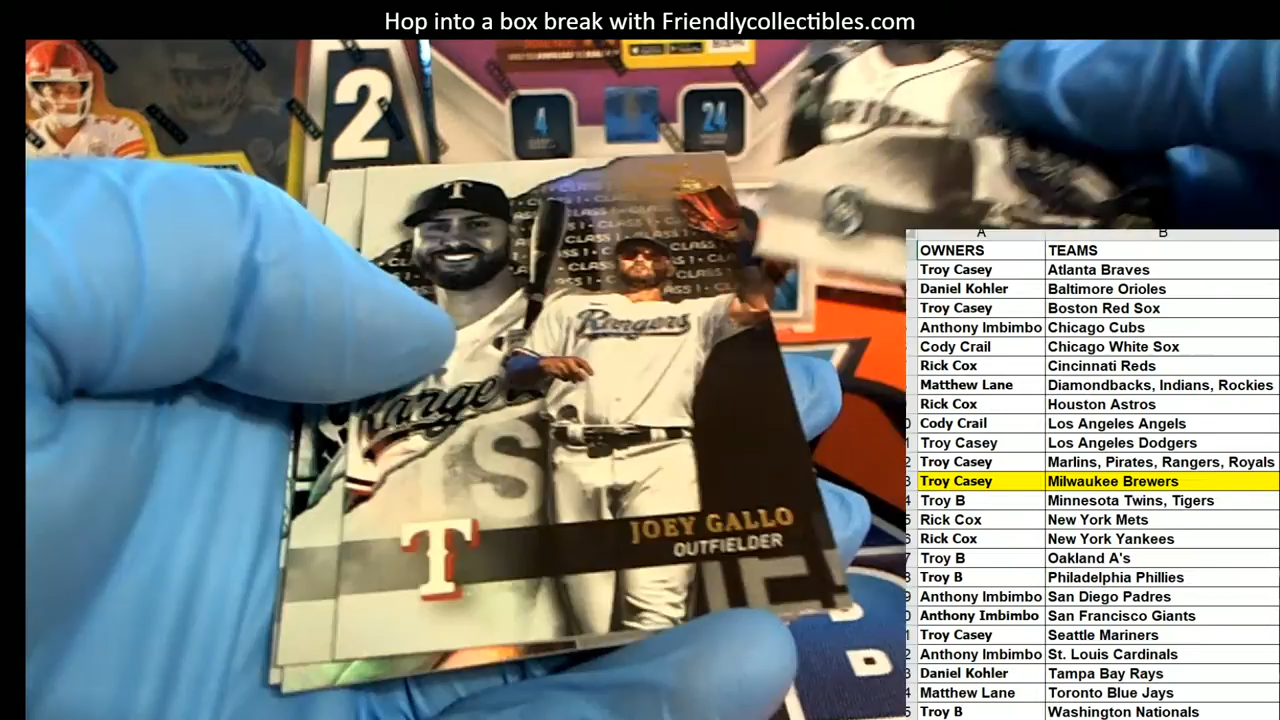 Hop into a box break with Friendlycollectibles.com
2
4
24
T
CLASS 1 • CLASS 1
Rangers
Range
S
T
JOEY GALLO
OUTFIELDER
A B
OWNERS TEAMS
Troy Casey Atlanta Braves
Daniel Kohler Baltimore Orioles
Troy Casey Boston Red Sox
Anthony Imbimbo Chicago Cubs
Cody Crail Chicago White Sox
Rick Cox Cincinnati Reds
Matthew Lane Diamondbacks, Indians, Rockies
Rick Cox Houston Astros
Cody Crail Los Angeles Angels
Troy Casey Los Angeles Dodgers
Troy Casey Marlins, Pirates, Rangers, Royals
Troy Casey Milwaukee Brewers
Troy B Minnesota Twins, Tigers
Rick Cox New York Mets
Rick Cox New York Yankees
Troy B Oakland A's
Troy B Philadelphia Phillies
Anthony Imbimbo San Diego Padres
Anthony Imbimbo San Francisco Giants
Troy Casey Seattle Mariners
Anthony Imbimbo St. Louis Cardinals
Daniel Kohler Tampa Bay Rays
Matthew Lane Toronto Blue Jays
Troy B Washington Nationals